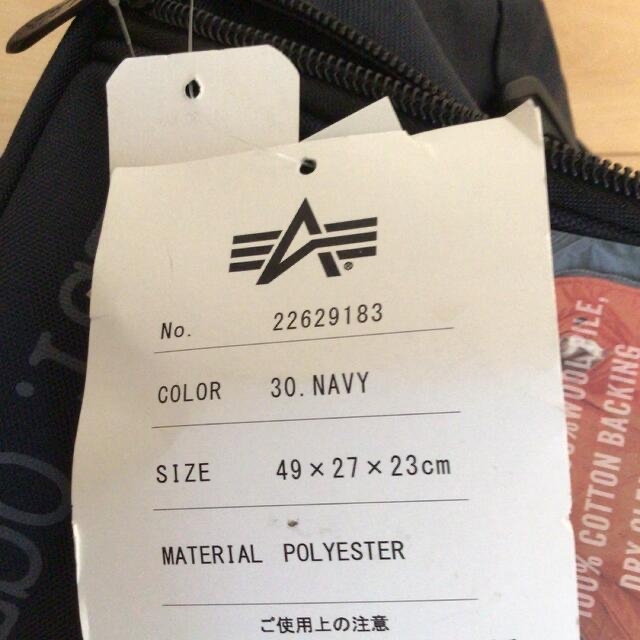 No. 22629183
COLOR 30. NAVY
SIZE 49×27×23cm
MATERIAL POLYESTER
ご使用上の注意
100% COTTON BACKING